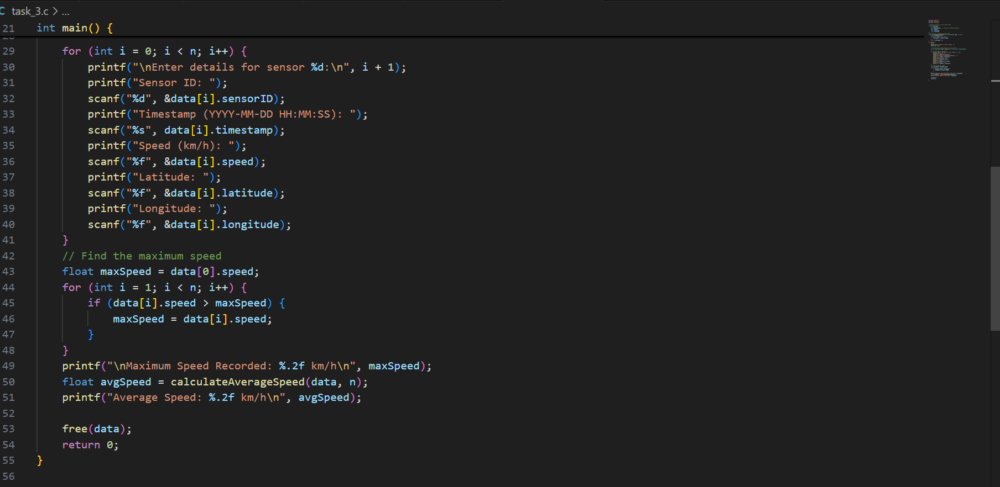 task_3.c > ...
21 int main() {
29 for (int i = 0; i < n; i++) {
30 printf("\nEnter details for sensor %d:\n", i + 1);
31 printf("Sensor ID: ");
32 scanf("%d", &data[i].sensorID);
33 printf("Timestamp (YYYY-MM-DD HH:MM:SS): ");
34 scanf("%s", data[i].timestamp);
35 printf("Speed (km/h): ");
36 scanf("%f", &data[i].speed);
37 printf("Latitude: ");
38 scanf("%f", &data[i].latitude);
39 printf("Longitude: ");
40 scanf("%f", &data[i].longitude);
41 }
42 // Find the maximum speed
43 float maxSpeed = data[0].speed;
44 for (int i = 1; i < n; i++) {
45 if (data[i].speed > maxSpeed) {
46 maxSpeed = data[i].speed;
47 }
48 }
49 printf("\nMaximum Speed Recorded: %.2f km/h\n", maxSpeed);
50 float avgSpeed = calculateAverageSpeed(data, n);
51 printf("Average Speed: %.2f km/h\n", avgSpeed);
52
53 free(data);
54 return 0;
55 }
56